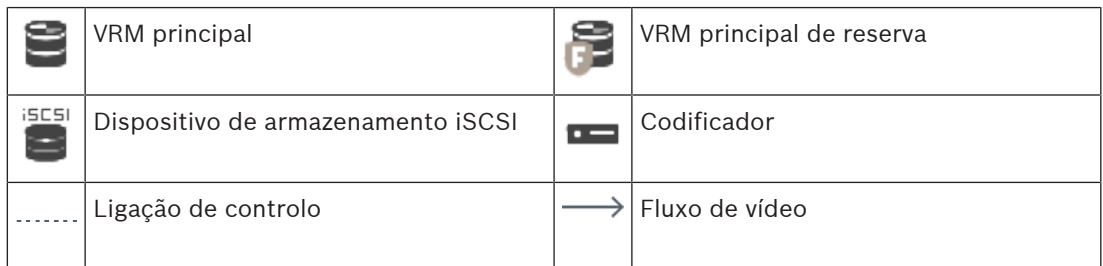 VRM principal
VRM principal de reserva
F
iSCSI
Dispositivo de armazenamento iSCSI
Codificador
Ligação de controlo
Fluxo de vídeo